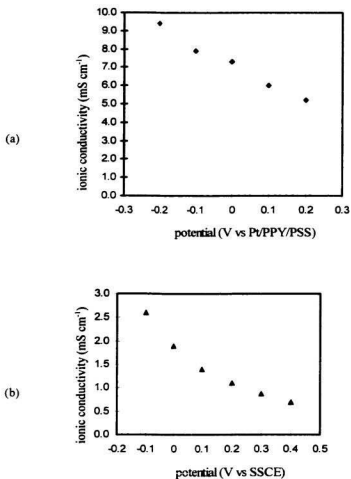 (a)
ionic conductivity (mS cm⁻¹)
10.0
9.0
8.0
7.0
6.0
5.0
4.0
3.0
2.0
1.0
0.0
-0.3 -0.2 -0.1 0 0.1 0.2 0.3
potential (V vs Pt/PPY/PSS)
(b)
ionic conductivity (mS cm⁻¹)
3.0
2.5
2.0
1.5
1.0
0.5
0.0
-0.2 -0.1 0 0.1 0.2 0.3 0.4 0.5
potential (V vs SSCE)